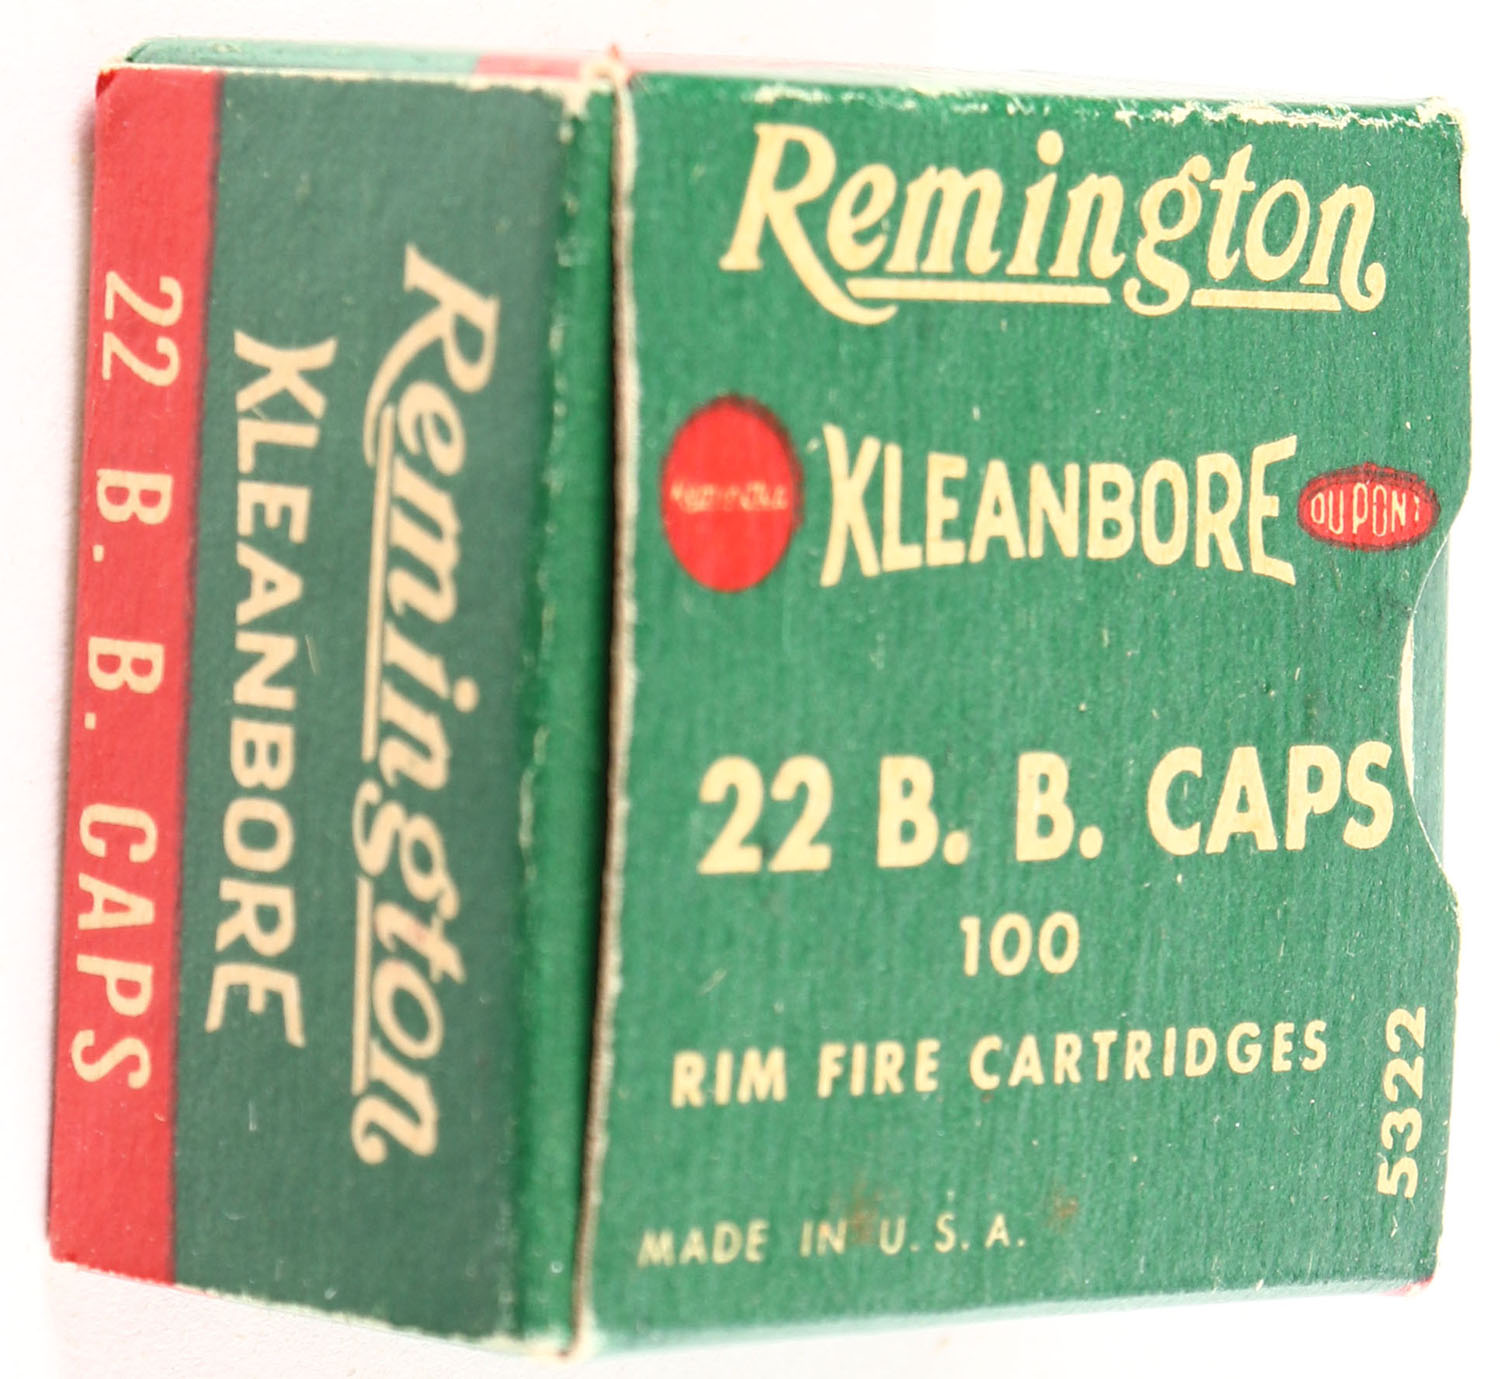 Remington
KLEANBORE
DU PONT
22 B. B. CAPS
100
RIM FIRE CARTRIDGES
MADE IN U. S. A.
5322
Remington
KLEANBORE
22 B. B. CAPS